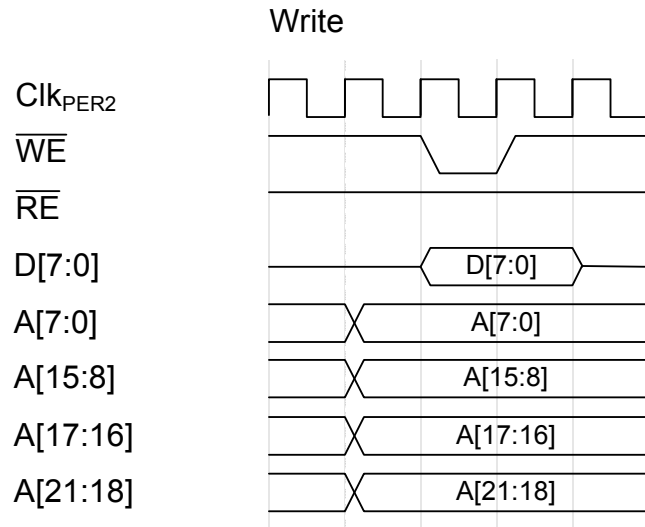 Write
ClkPER2
WE
RE
D[7:0] D[7:0]
A[7:0] A[7:0]
A[15:8] A[15:8]
A[17:16] A[17:16]
A[21:18] A[21:18]